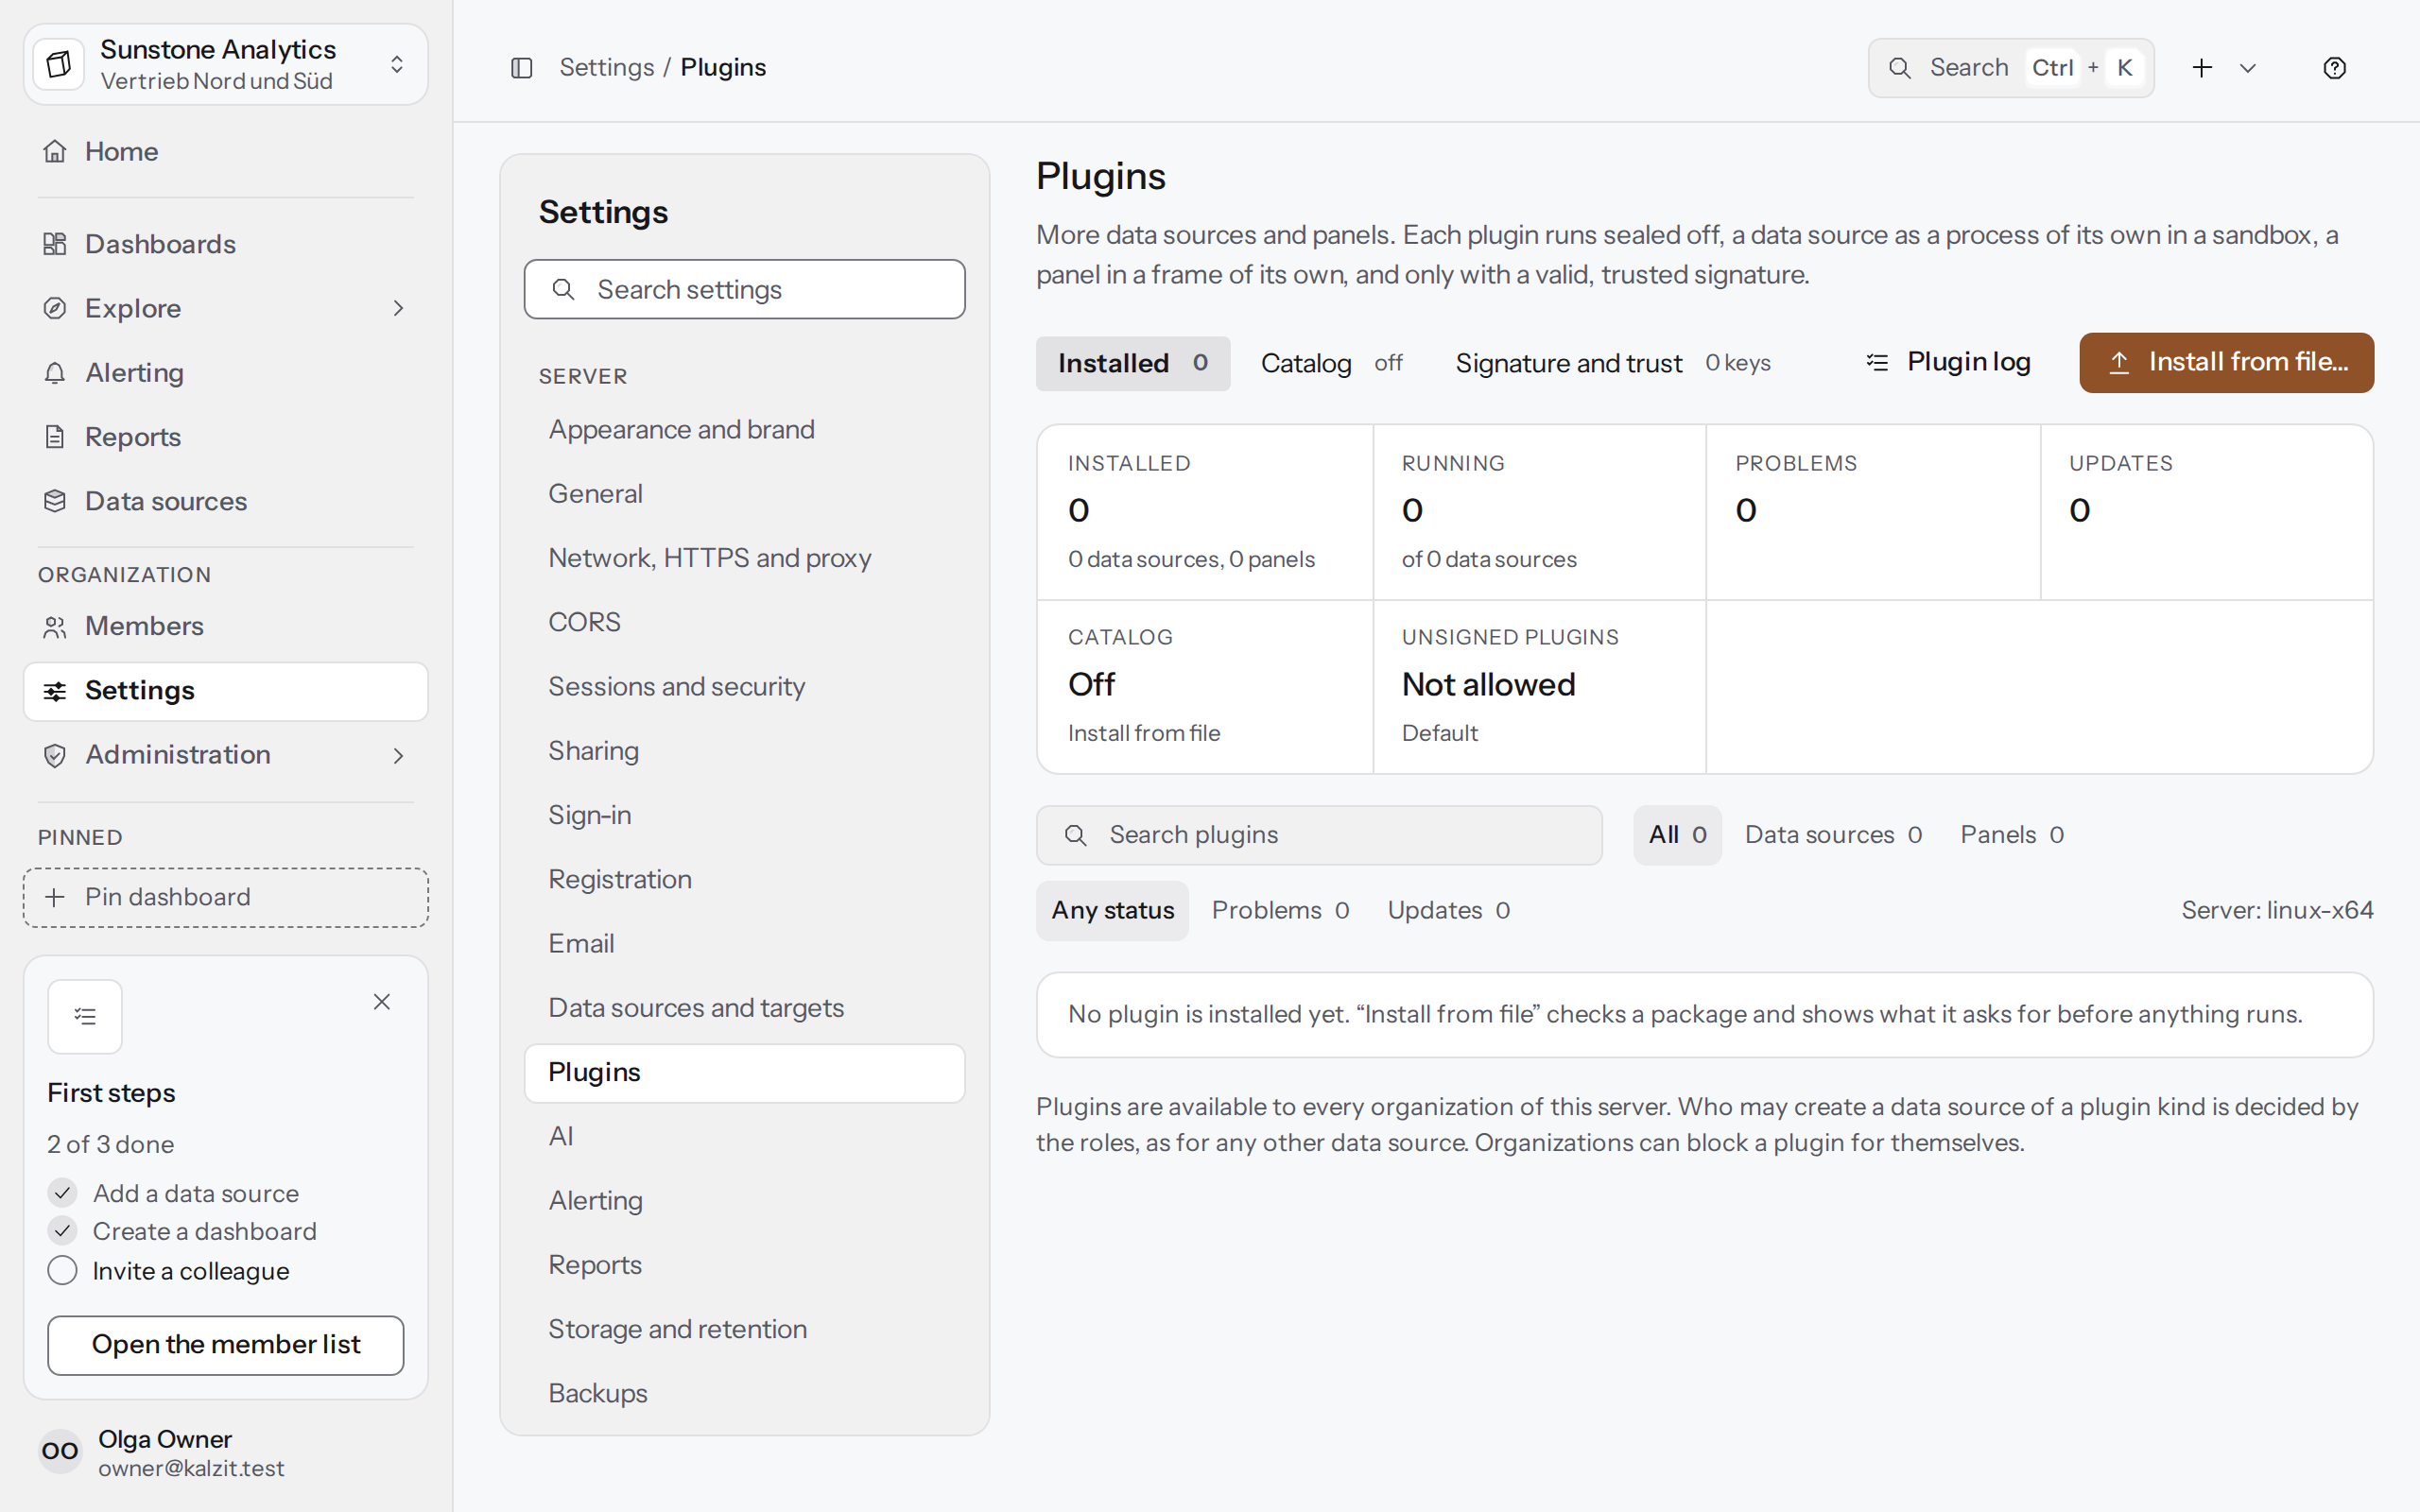 Sunstone Analytics
Vertrieb Nord und Süd
Home
Dashboards
Explore
Alerting
Reports
Data sources
ORGANIZATION
Members
Settings
Administration
PINNED
Pin dashboard
First steps
2 of 3 done
Add a data source
Create a dashboard
Invite a colleague
Open the member list
OO
Olga Owner
owner@kalzit.test
Settings / Plugins
Search Ctrl + K
Settings
Search settings
SERVER
Appearance and brand
General
Network, HTTPS and proxy
CORS
Sessions and security
Sharing
Sign-in
Registration
Email
Data sources and targets
Plugins
AI
Alerting
Reports
Storage and retention
Backups
Plugins
More data sources and panels. Each plugin runs sealed off, a data source as a process of its own in a sandbox, a
panel in a frame of its own, and only with a valid, trusted signature.
Installed 0 Catalog off Signature and trust 0 keys Plugin log Install from file...
INSTALLED
0
0 data sources, 0 panels
RUNNING
0
of 0 data sources
PROBLEMS
0
UPDATES
0
CATALOG
Off
Install from file
UNSIGNED PLUGINS
Not allowed
Default
Search plugins All 0 Data sources 0 Panels 0
Any status Problems 0 Updates 0 Server: linux-x64
No plugin is installed yet. “Install from file” checks a package and shows what it asks for before anything runs.
Plugins are available to every organization of this server. Who may create a data source of a plugin kind is decided by
the roles, as for any other data source. Organizations can block a plugin for themselves.